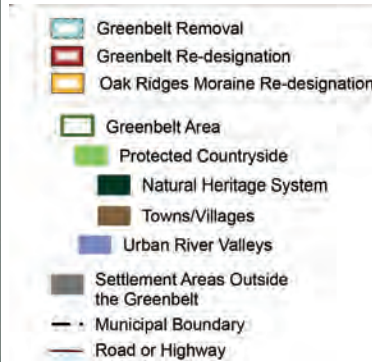 Greenbelt Removal
Greenbelt Re-designation
Oak Ridges Moraine Re-designation
Greenbelt Area
Protected Countryside
Natural Heritage System
Towns/Villages
Urban River Valleys
Settlement Areas Outside
the Greenbelt
Municipal Boundary
Road or Highway